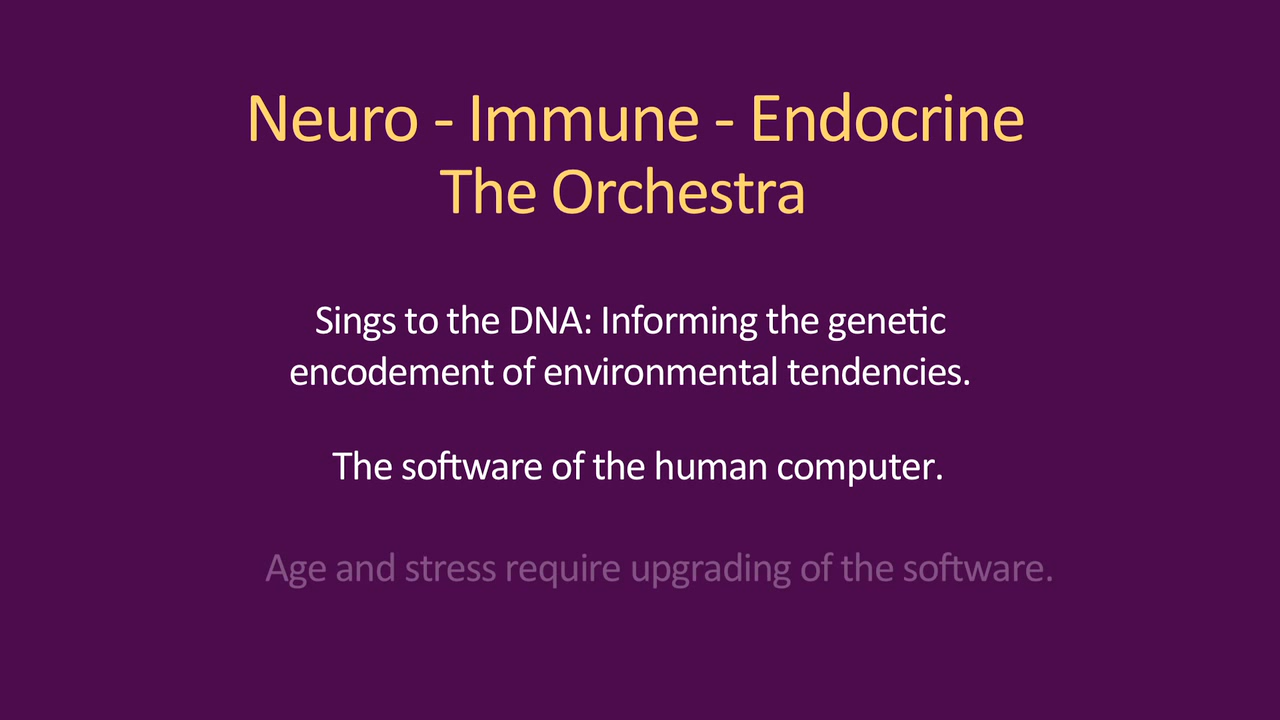 Neuro - Immune - Endocrine
The Orchestra
Sings to the DNA: Informing the genetic
encodement of environmental tendencies.
The software of the human computer.
Age and stress require upgrading of the software.